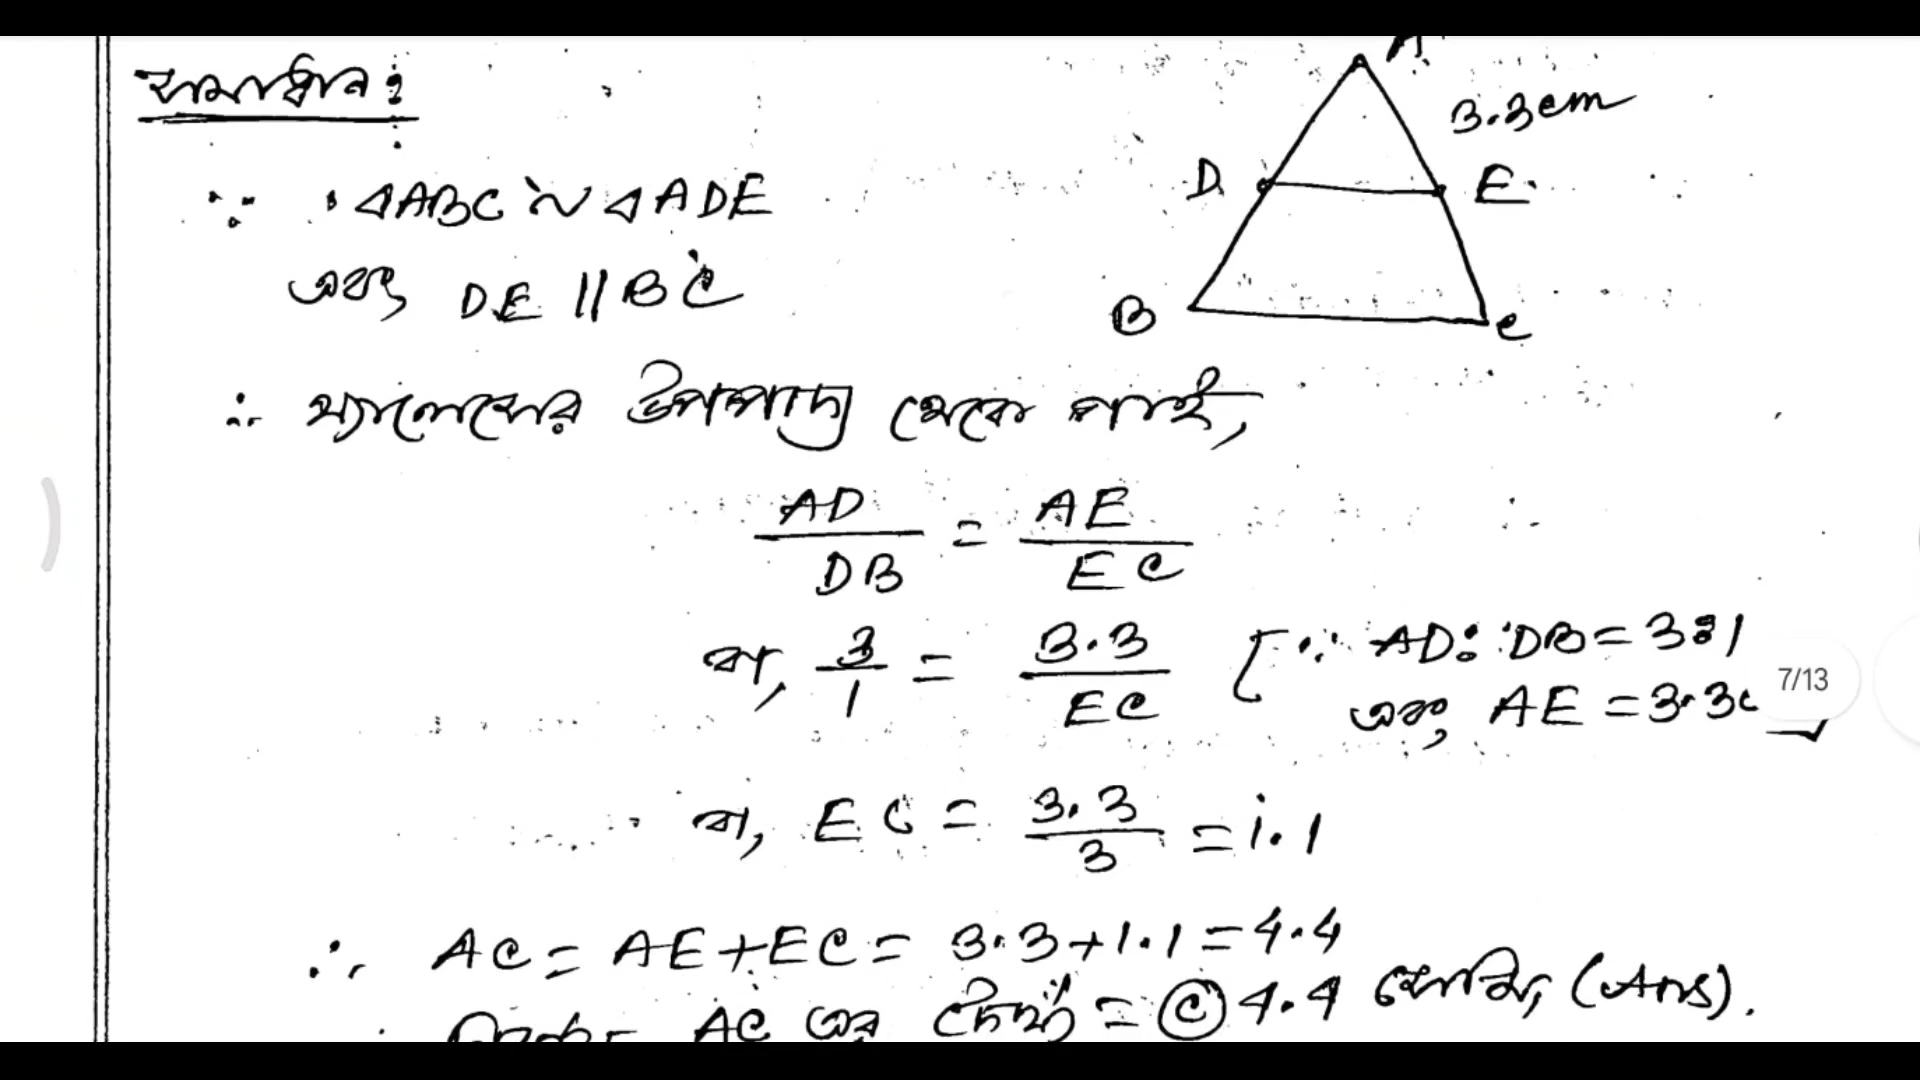 সমাধান :
A
3.3cm
∵ ⊿ABC ~ ⊿ADE
D E
এবং DE || BC
B C
∴ থ্যালেসের উপপাদ্য থেকে পাই,
AD/DB = AE/EC
বা, 3/1 = 3.3/EC [∵ AD : DB = 3:1
এবং, AE = 3.3c
7/13
বা, EC = 3.3/3 = 1.1
∴ AC = AE + EC = 3.3 + 1.1 = 4.4
AC এর দৈর্ঘ্য = Ⓒ 4.4 সেমি, (Ans).